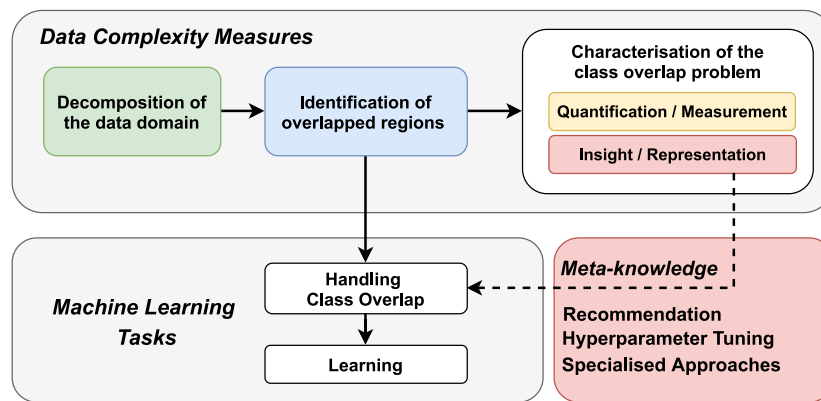 Data Complexity Measures
Decomposition of
the data domain
Identification of
overlapped regions
Characterisation of the
class overlap problem
Quantification / Measurement
Insight / Representation
Machine Learning
Tasks
Handling
Class Overlap
Learning
Meta-knowledge
Recommendation
Hyperparameter Tuning
Specialised Approaches